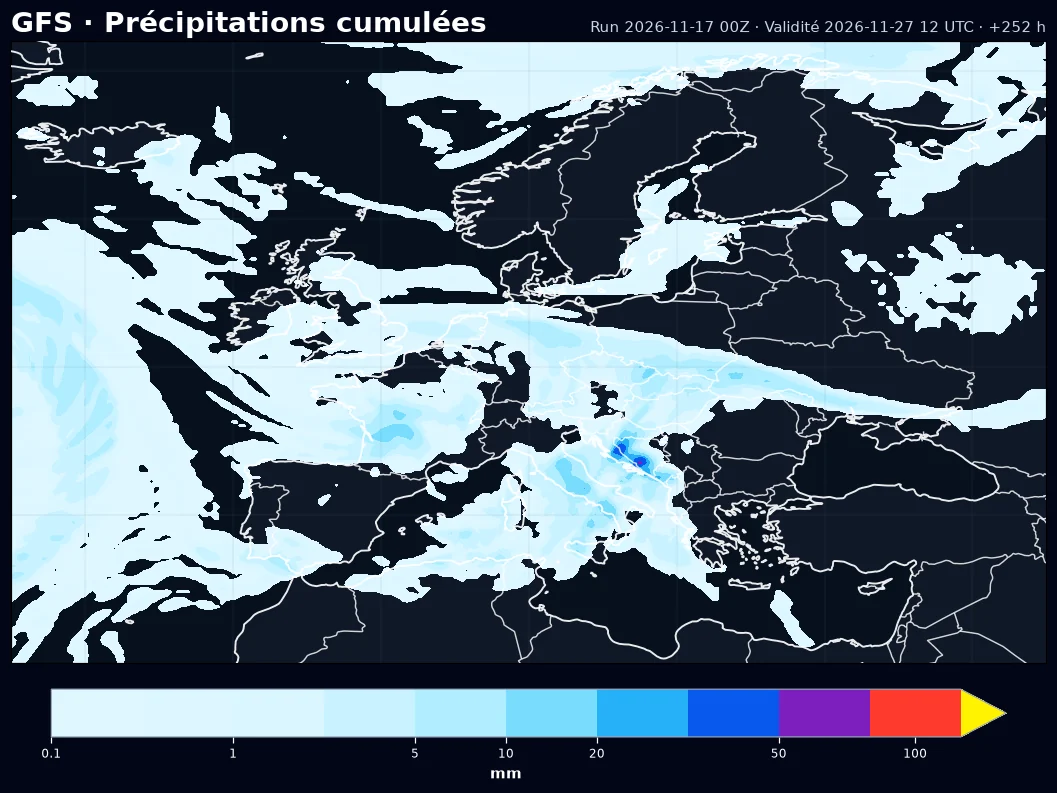 GFS · Précipitations cumulées
Run 2026-11-17 00Z · Validité 2026-11-27 12 UTC · +252 h
0.1 1 5 10 20 50 100
mm